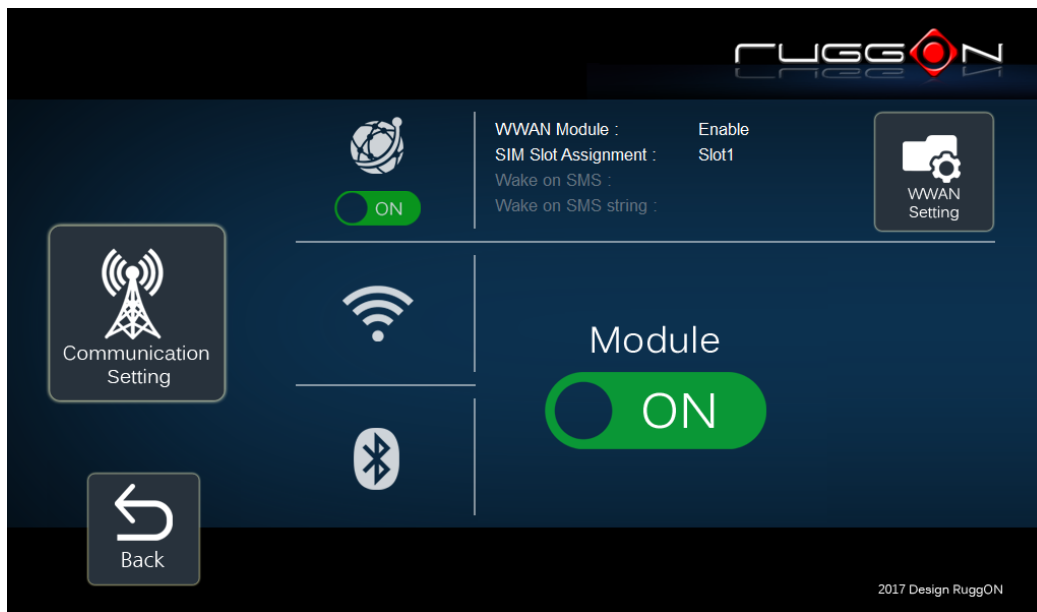 RUGGON
WWAN Module : Enable
SIM Slot Assignment : Slot1
Wake on SMS :
Wake on SMS string :
WWAN
Setting
ON
Communication
Setting
Module
ON
Back
2017 Design RuggON